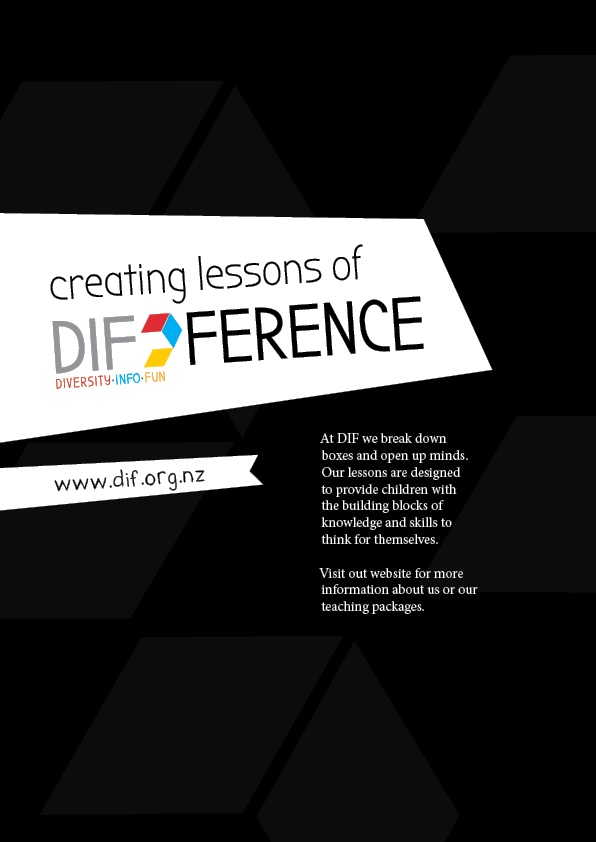 creating lessons of
DIF FERENCE
DIVERSITY·INFO·FUN
www.dif.org.nz
At DIF we break down
boxes and open up minds.
Our lessons are designed
to provide children with
the building blocks of
knowledge and skills to
think for themselves.
Visit out website for more
information about us or our
teaching packages.